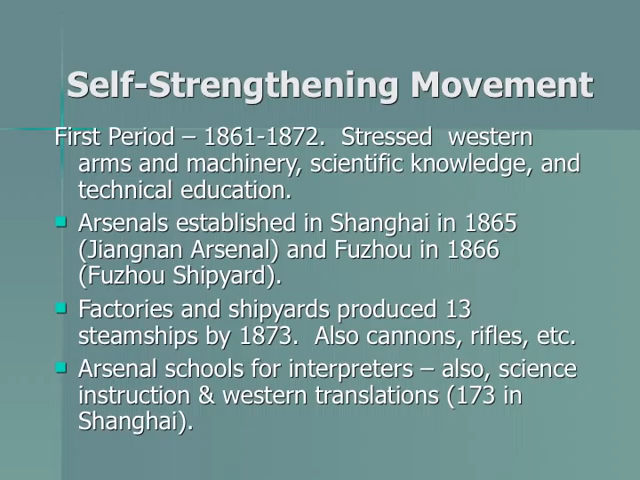 Self-Strengthening Movement
First Period – 1861-1872.  Stressed  western
arms and machinery, scientific knowledge, and
technical education.
Arsenals established in Shanghai in 1865
(Jiangnan Arsenal) and Fuzhou in 1866
(Fuzhou Shipyard).
Factories and shipyards produced 13
steamships by 1873.  Also cannons, rifles, etc.
Arsenal schools for interpreters – also, science
instruction & western translations (173 in
Shanghai).